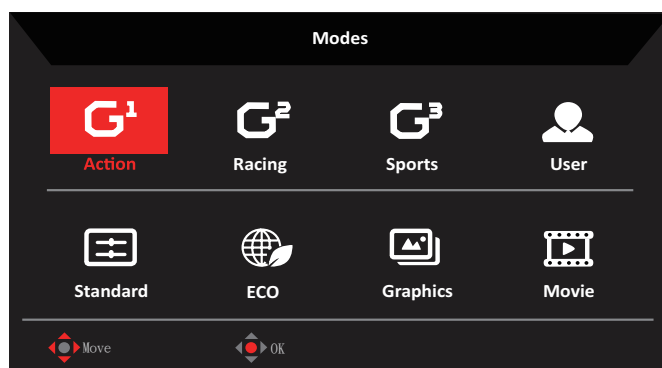 Modes
G¹ G² G³
Action Racing Sports User
Standard ECO Graphics Movie
Move OK